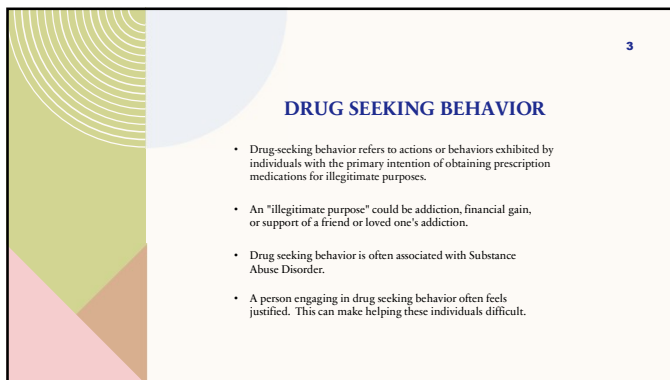 3
DRUG SEEKING BEHAVIOR
• Drug-seeking behavior refers to actions or behaviors exhibited by
individuals with the primary intention of obtaining prescription
medications for illegitimate purposes.
• An "illegitimate purpose" could be addiction, financial gain,
or support of a friend or loved one's addiction.
• Drug seeking behavior is often associated with Substance
Abuse Disorder.
• A person engaging in drug seeking behavior often feels
justified. This can make helping these individuals difficult.